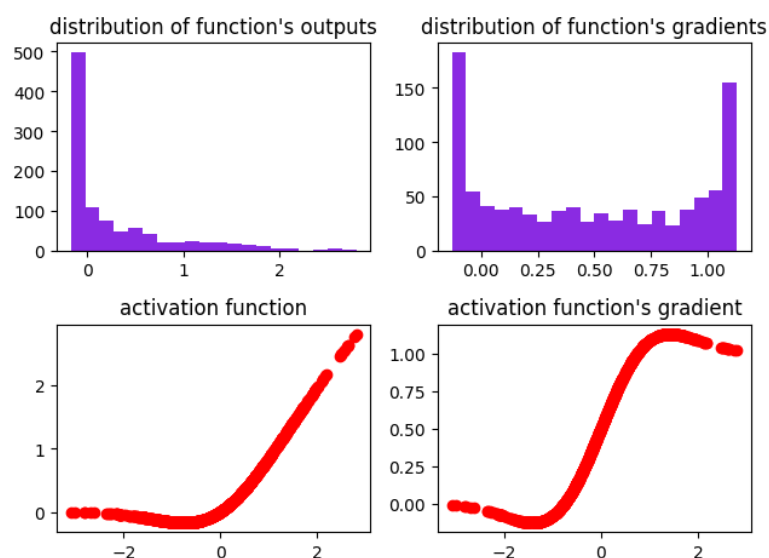 distribution of function's outputs
500
400
300
200
100
0
0 1 2
distribution of function's gradients
150
100
50
0
0.00 0.25 0.50 0.75 1.00
activation function
2
1
0
−2 0 2
activation function's gradient
1.00
0.75
0.50
0.25
0.00
−2 0 2